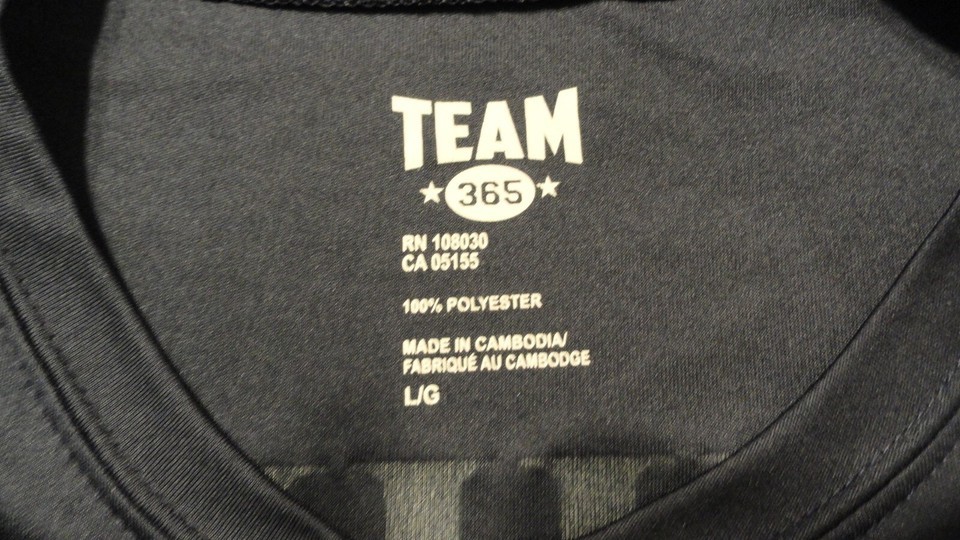 TEAM
365
RN 108030
CA 05155
100% POLYESTER
MADE IN CAMBODIA/
FABRIQUÉ AU CAMBODGE
L/G